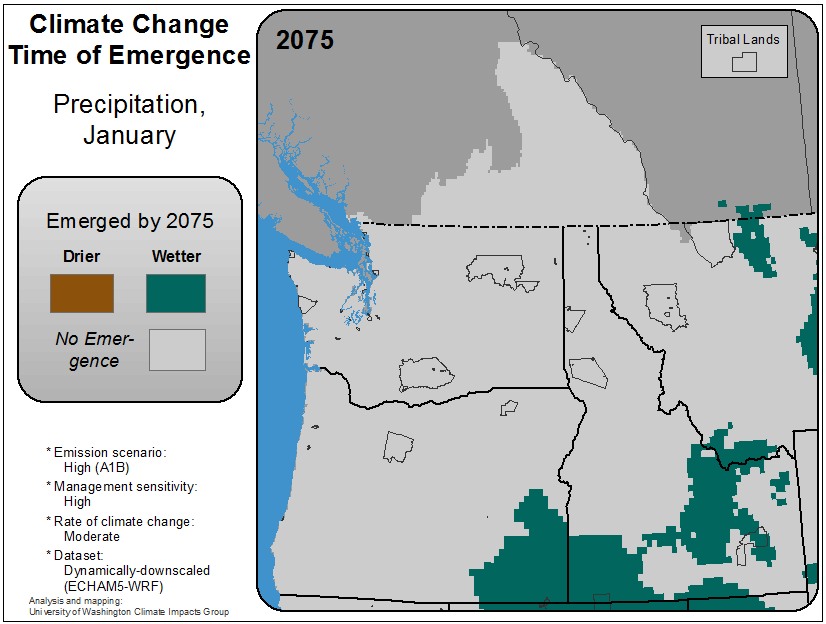 Climate Change
Time of Emergence
Precipitation,
January
Emerged by 2075
Drier Wetter
No Emer-
gence
* Emission scenario:
High (A1B)
* Management sensitivity:
High
* Rate of climate change:
Moderate
* Dataset:
Dynamically-downscaled
(ECHAM5-WRF)
Analysis and mapping:
University of Washington Climate Impacts Group
2075
Tribal Lands